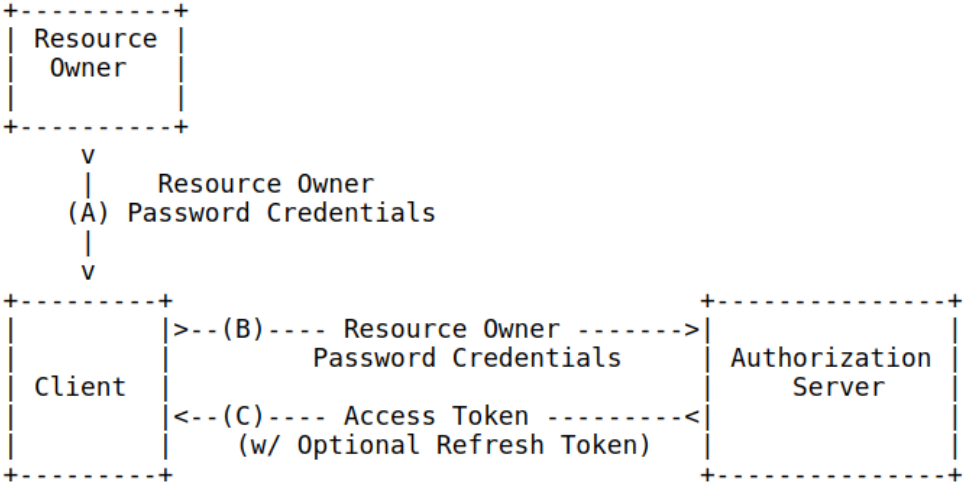 +----------+
| Resource |
|  Owner   |
|          |
+----------+
     v
     |    Resource Owner
    (A) Password Credentials
     |
     v
+---------+                                  +---------------+
|         |>--(B)---- Resource Owner ------->|               |
|         |         Password Credentials     | Authorization |
| Client  |                                  |     Server    |
|         |<--(C)---- Access Token ---------<|               |
|         |    (w/ Optional Refresh Token)   |               |
+---------+                                  +---------------+